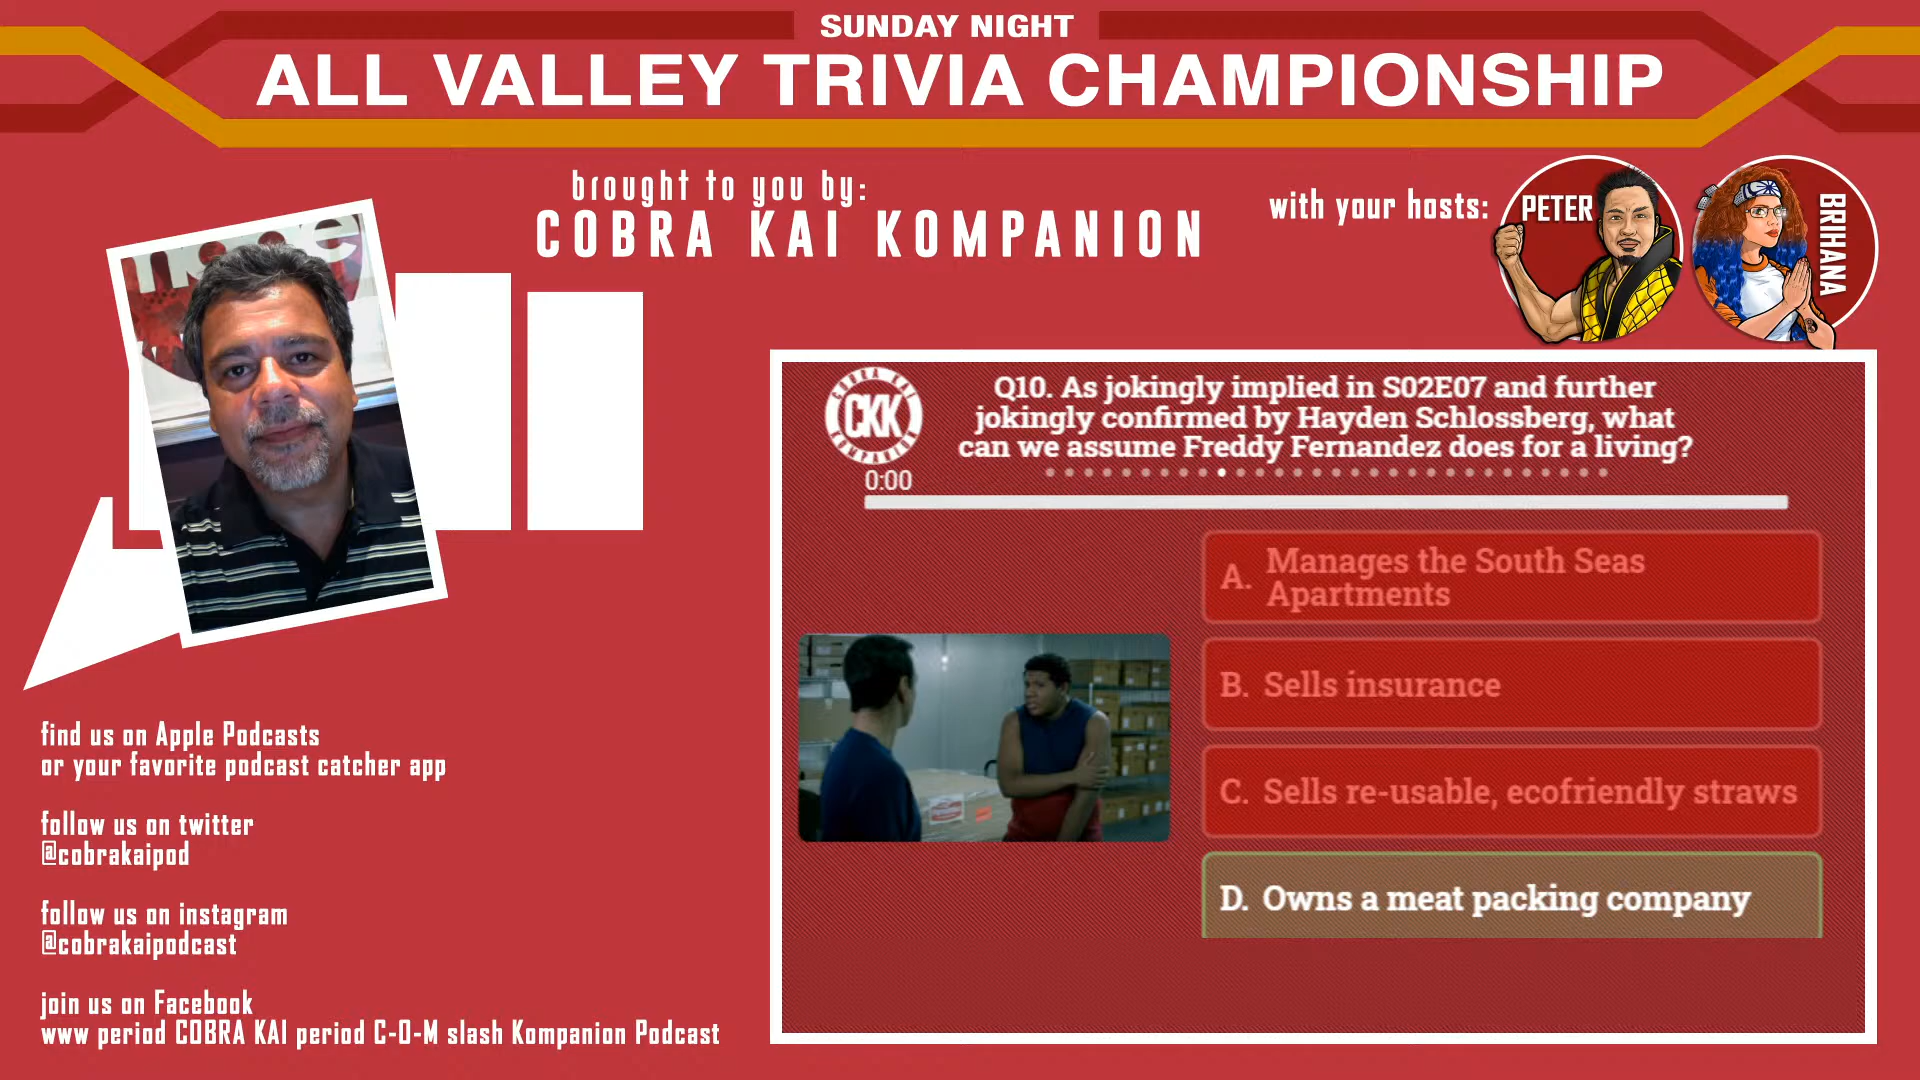 SUNDAY NIGHT
ALL VALLEY TRIVIA CHAMPIONSHIP
brought to you by:
COBRA KAI KOMPANION
with your hosts:
PETER
BRIHANA
COBRA KAI
CKK
KOMPANION
Q10. As jokingly implied in S02E07 and further
jokingly confirmed by Hayden Schlossberg, what
can we assume Freddy Fernandez does for a living?
0:00
A. Manages the South Seas
Apartments
B. Sells insurance
C. Sells re-usable, ecofriendly straws
D. Owns a meat packing company
find us on Apple Podcasts
or your favorite podcast catcher app
follow us on twitter
@cobrakaipod
follow us on instagram
@cobrakaipodcast
join us on Facebook
www period COBRA KAI period C-O-M slash Kompanion Podcast